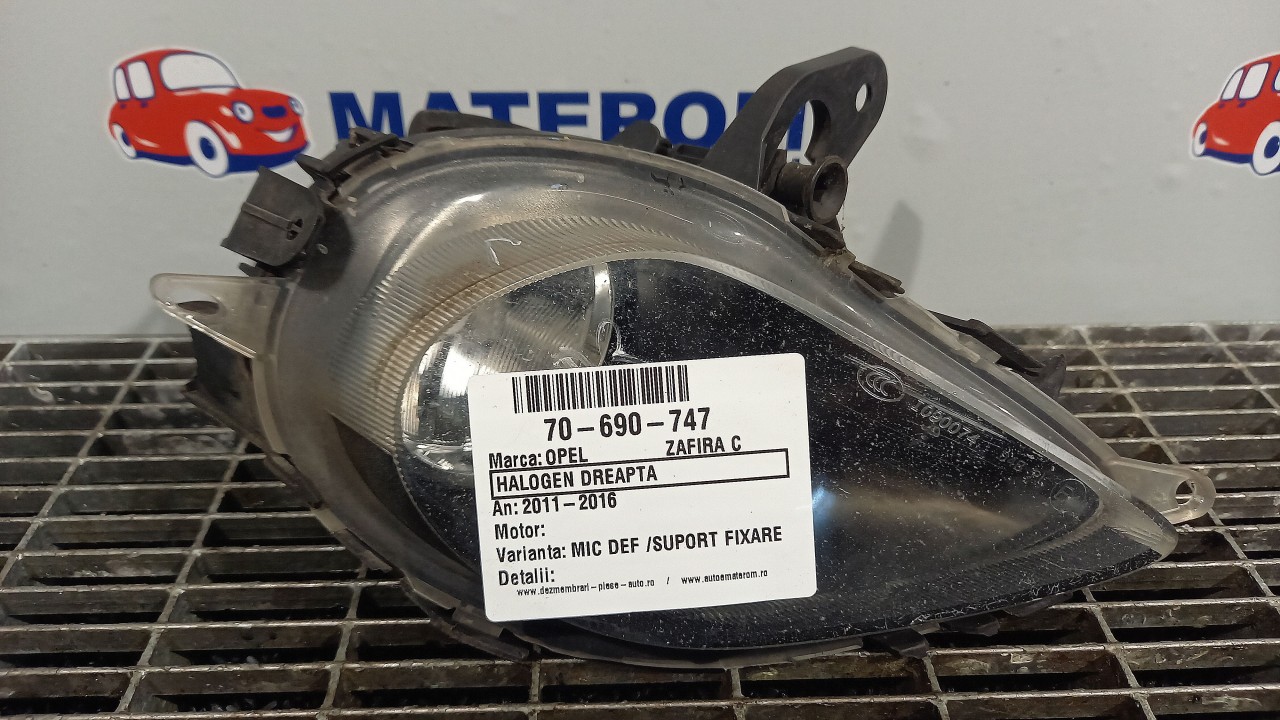 MATEROM
70-690-747
Marca: OPEL ZAFIRA C
HALOGEN DREAPTA
An: 2011-2016
Motor:
Varianta: MIC DEF /SUPORT FIXARE
Detalii:
www.dezmembrari-piese-auto.ro / www.autoematerom.ro
CCC